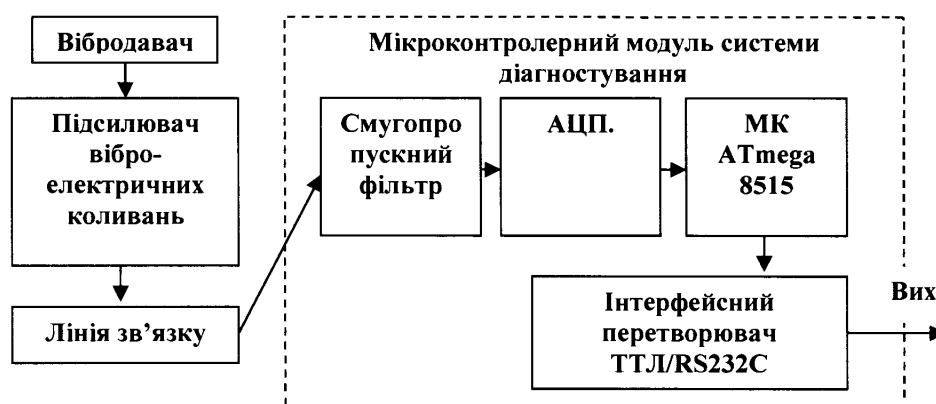 Вібродавач
Підсилювач
вібро-
електричних
коливань
Лінія зв’язку
Мікроконтролерний модуль системи
діагностування
Смугопро
пускний
фільтр
АЦП.
МК
ATmega
8515
Інтерфейсний
перетворювач
ТТЛ/RS232C
Вих